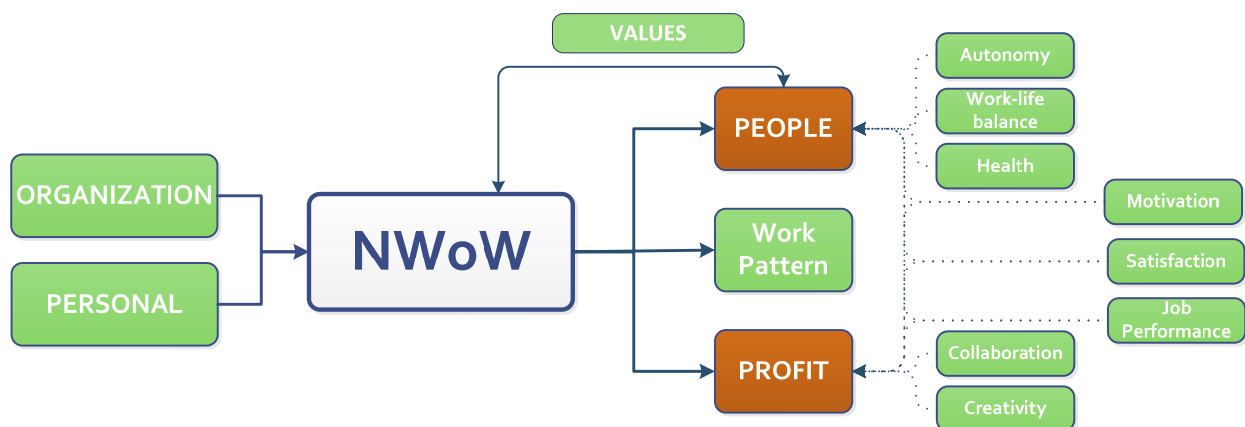 VALUES
Autonomy
Work-life
balance
PEOPLE
Health
ORGANIZATION
Motivation
NWoW
Work
Pattern
Satisfaction
PERSONAL
Job
Performance
Collaboration
PROFIT
Creativity